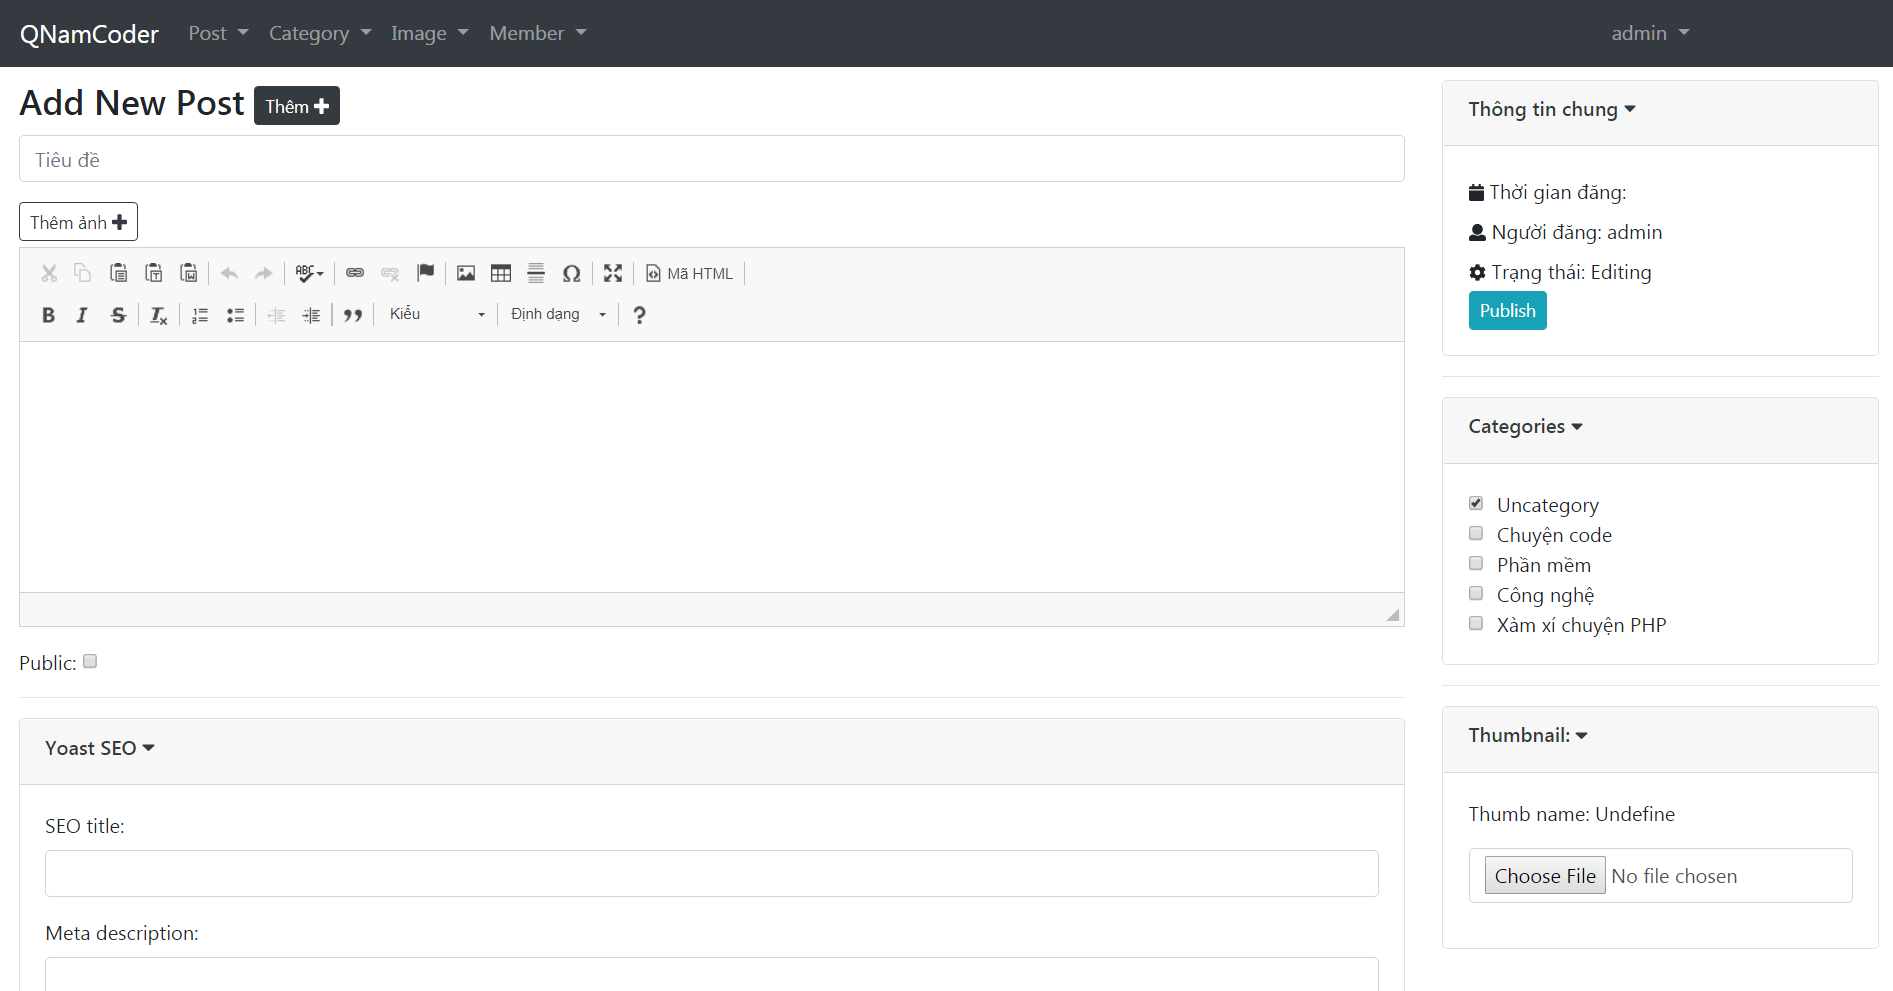 QNamCoder Post Category Image Member admin
Add New Post Thêm
Tiêu đề
Thêm ảnh
ABC Mã HTML
B I S Tx Kiểu Định dạng ?
Public:
Yoast SEO
SEO title:
Meta description:
Thông tin chung
Thời gian đăng:
Người đăng: admin
Trạng thái: Editing
Publish
Categories
Uncategory
Chuyện code
Phần mềm
Công nghệ
Xàm xí chuyện PHP
Thumbnail:
Thumb name: Undefine
Choose File No file chosen